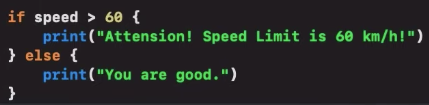 if speed > 60 {
    print("Attension! Speed Limit is 60 km/h!")
} else {
    print("You are good.")
}